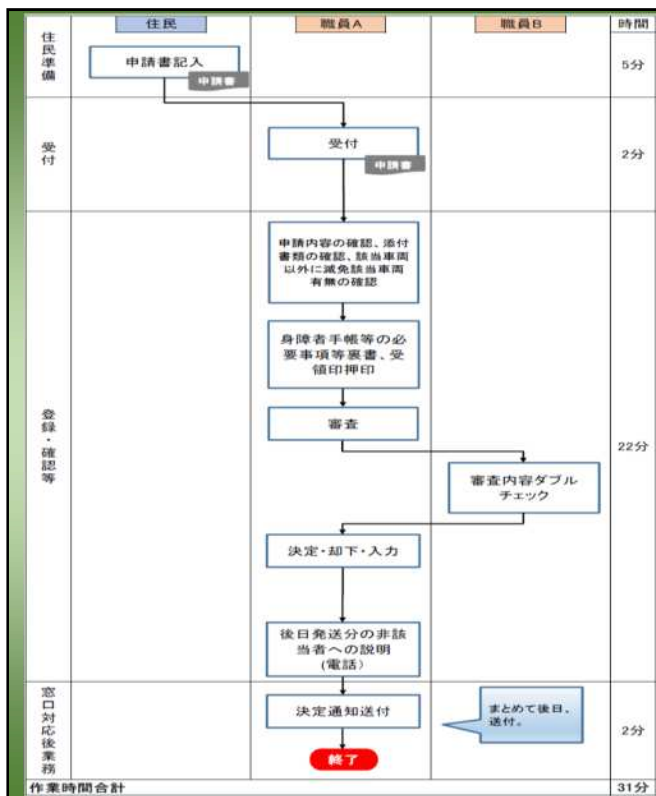 住民
職員A
職員B
時間
住民準備
申請書記入
申請書
5分
受付
受付
申請書
2分
登録・確認等
申請内容の確認、添付
書類の確認、該当車両
以外に減免該当車両
有無の確認
身障者手帳等の必
要事項等裏書、受
領印押印
審査
22分
審査内容ダブル
チェック
決定・却下・入力
後日発送分の非該
当者への説明
(電話)
窓口対応後業務
決定通知送付
まとめて後日、
送付。
2分
終了
作業時間合計
31分